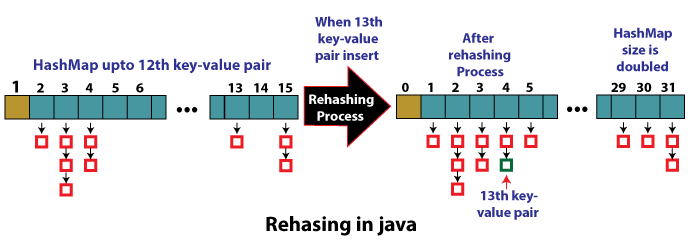 HashMap upto 12th key-value pair
1 2 3 4 5 6 ••• 13 14 15
When 13th
key-value
pair insert
Rehashing
Process
After
rehashing
Process
HashMap
size is
doubled
0 1 2 3 4 5 ••• 29 30 31
13th key-
value pair
Rehasing in java